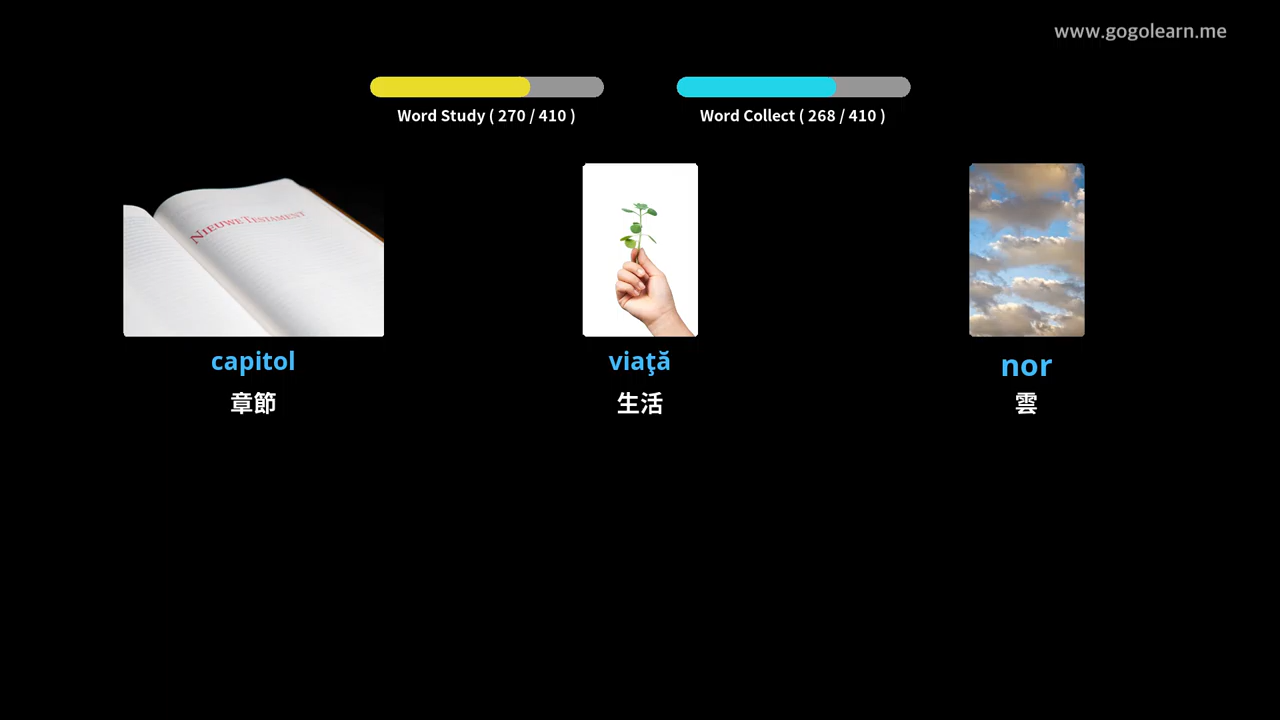 www.gogolearn.me
Word Study ( 270 / 410 )
Word Collect ( 268 / 410 )
NIEUWE TESTAMENT
capitol
viaţă
nor
章節
生活
雲